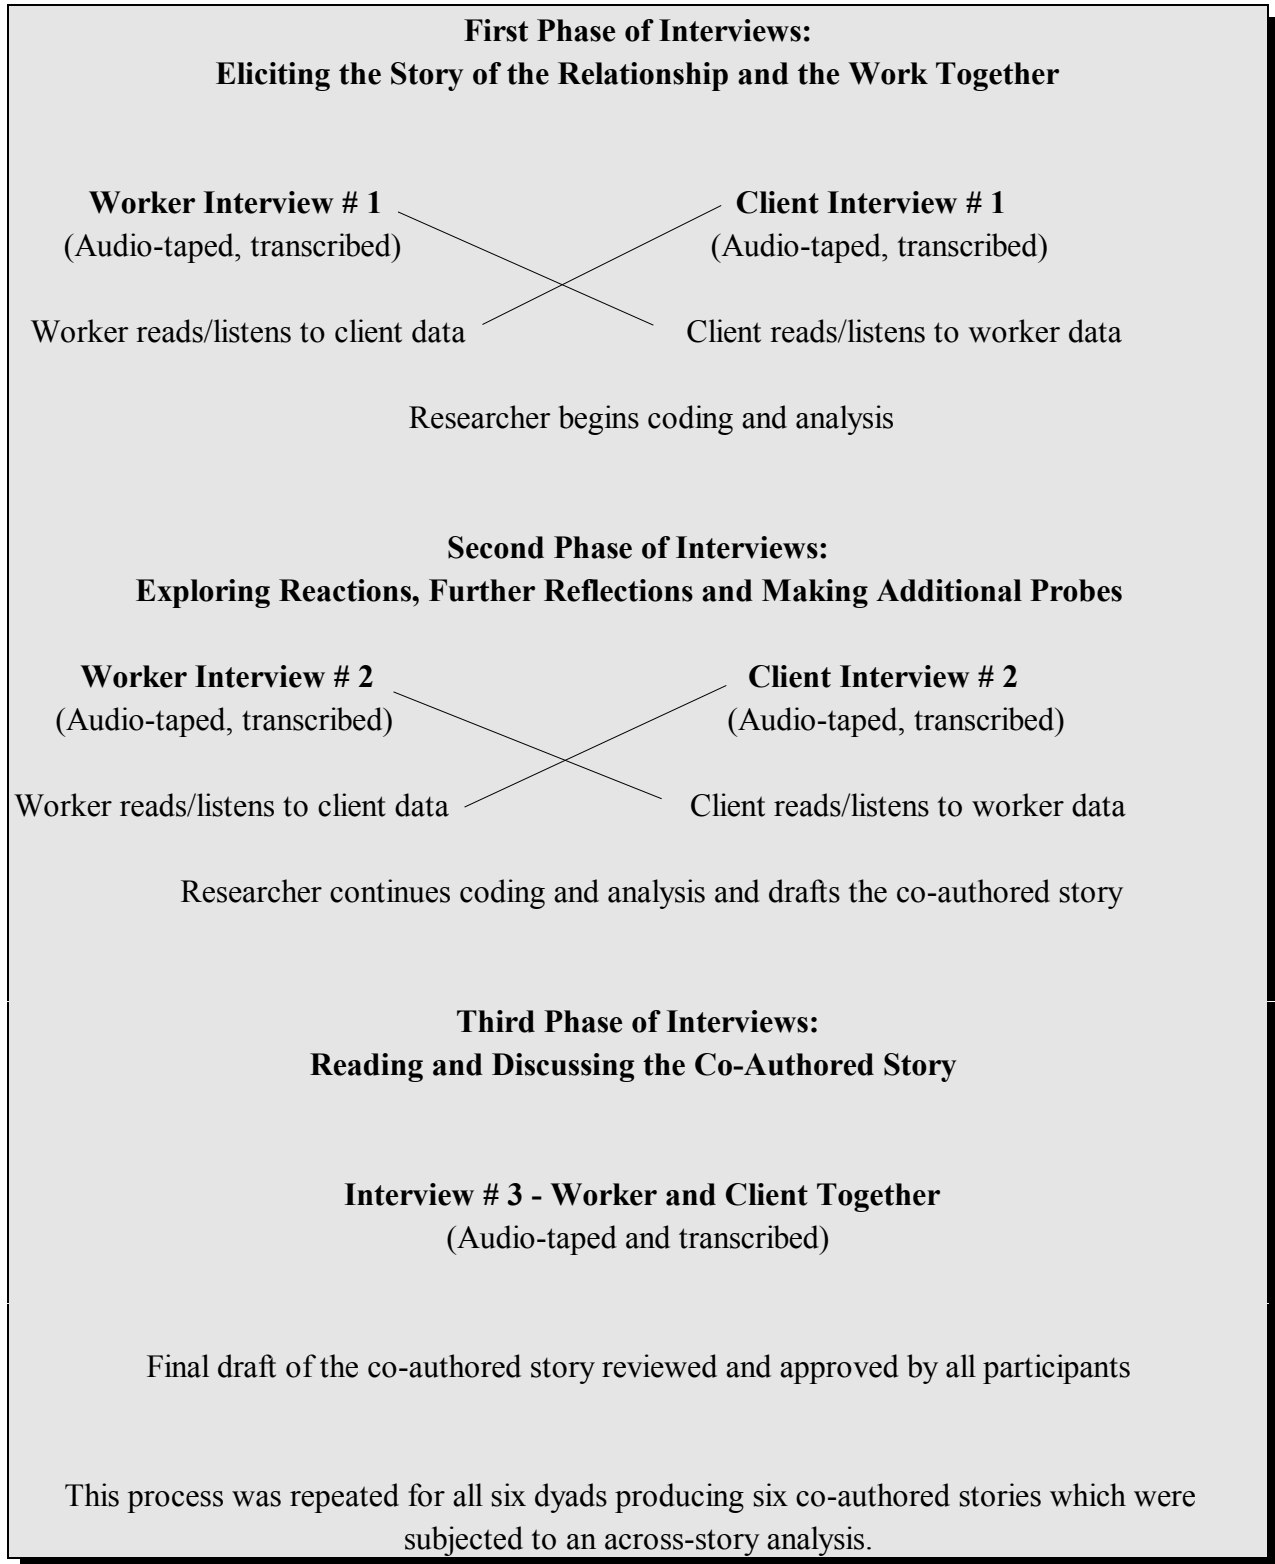 First Phase of Interviews:
Eliciting the Story of the Relationship and the Work Together
Worker Interview # 1
Client Interview # 1
(Audio-taped, transcribed)
(Audio-taped, transcribed)
Worker reads/listens to client data
Client reads/listens to worker data
Researcher begins coding and analysis
Second Phase of Interviews:
Exploring Reactions, Further Reflections and Making Additional Probes
Worker Interview # 2
Client Interview # 2
(Audio-taped, transcribed)
(Audio-taped, transcribed)
Worker reads/listens to client data
Client reads/listens to worker data
Researcher continues coding and analysis and drafts the co-authored story
Third Phase of Interviews:
Reading and Discussing the Co-Authored Story
Interview # 3 - Worker and Client Together
(Audio-taped and transcribed)
Final draft of the co-authored story reviewed and approved by all participants
This process was repeated for all six dyads producing six co-authored stories which were
subjected to an across-story analysis.